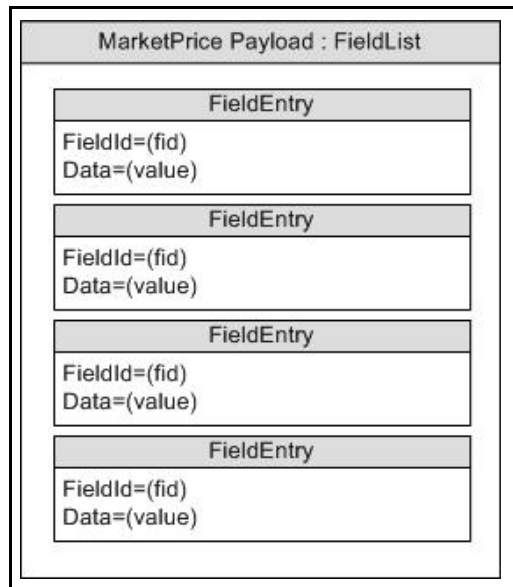 MarketPrice Payload : FieldList
FieldEntry
FieldId=(fid)
Data=(value)
FieldEntry
FieldId=(fid)
Data=(value)
FieldEntry
FieldId=(fid)
Data=(value)
FieldEntry
FieldId=(fid)
Data=(value)